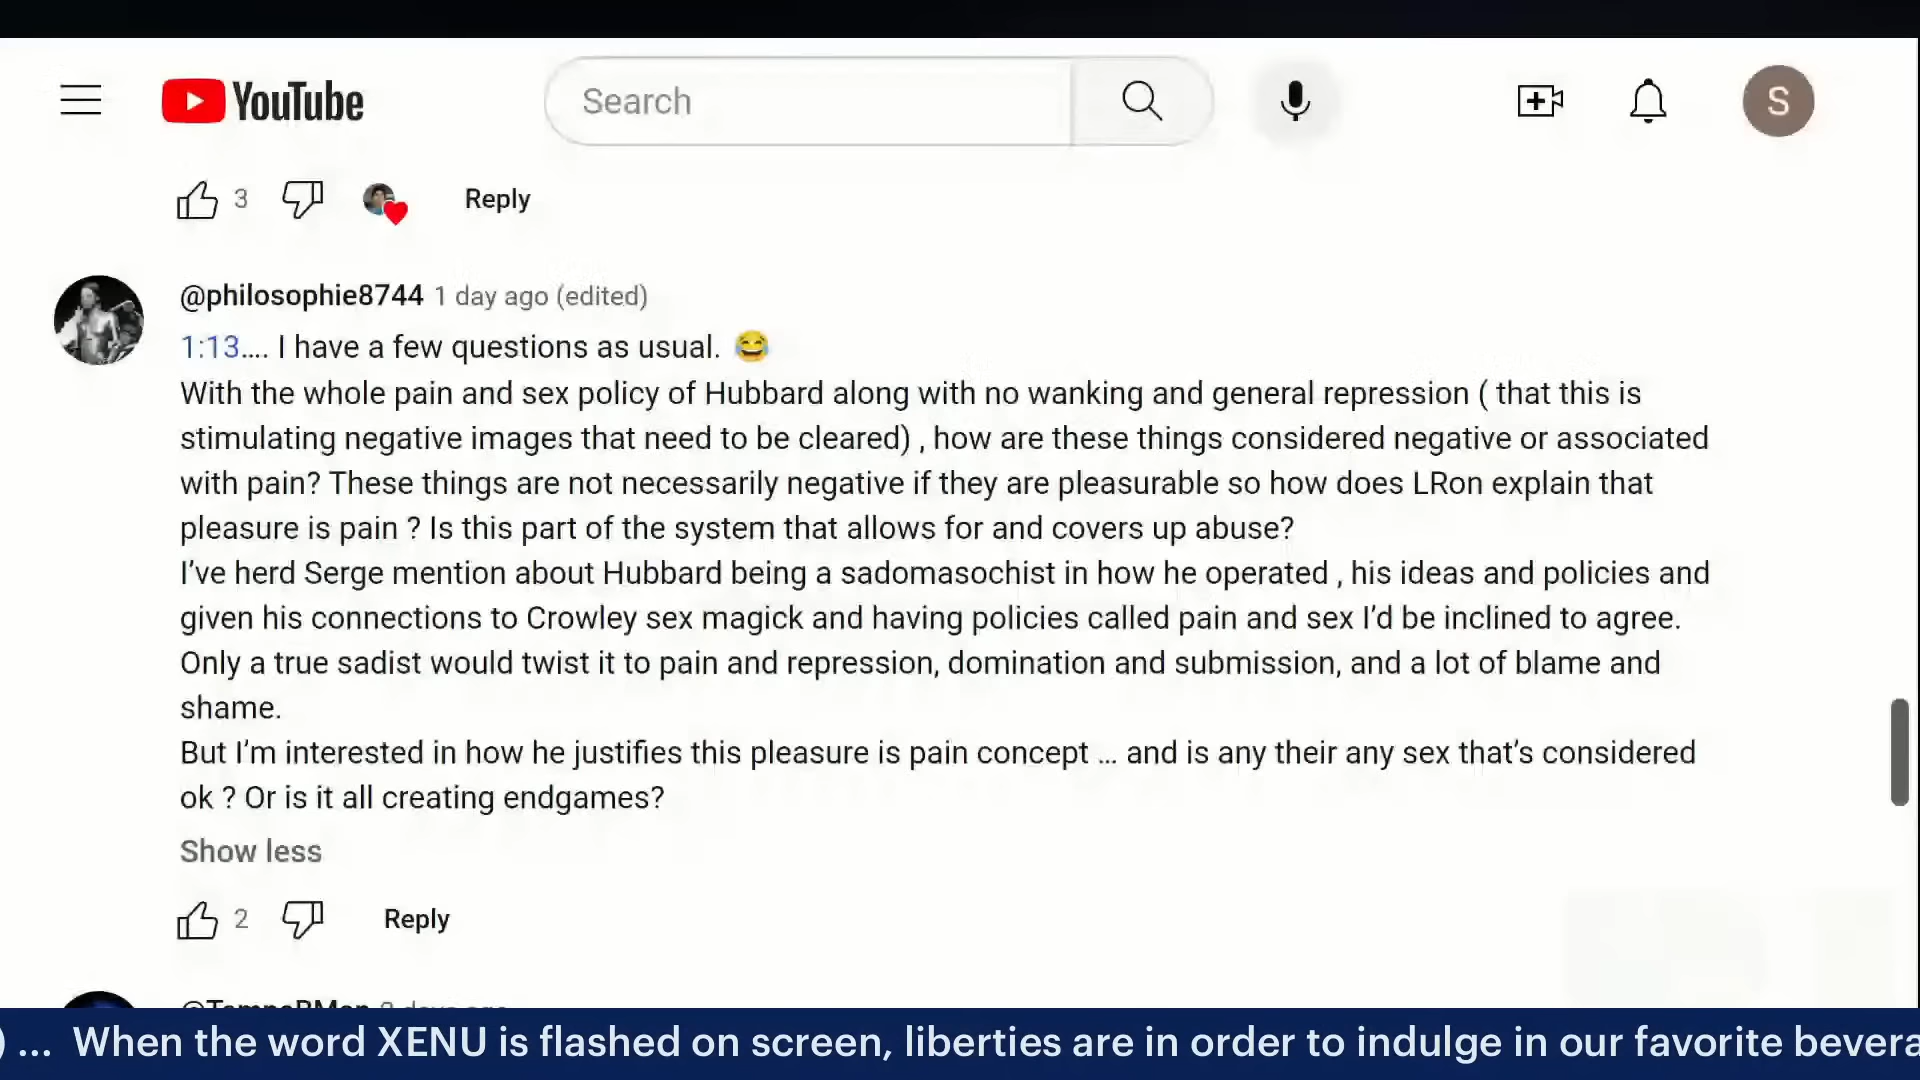 YouTube
Search
S
3
Reply
@philosophie8744 1 day ago (edited)
1:13.... I have a few questions as usual. 😂
With the whole pain and sex policy of Hubbard along with no wanking and general repression ( that this is
stimulating negative images that need to be cleared) , how are these things considered negative or associated
with pain? These things are not necessarily negative if they are pleasurable so how does LRon explain that
pleasure is pain ? Is this part of the system that allows for and covers up abuse?
I’ve herd Serge mention about Hubbard being a sadomasochist in how he operated , his ideas and policies and
given his connections to Crowley sex magick and having policies called pain and sex I’d be inclined to agree.
Only a true sadist would twist it to pain and repression, domination and submission, and a lot of blame and
shame.
But I’m interested in how he justifies this pleasure is pain concept … and is any their any sex that’s considered
ok ? Or is it all creating endgames?
Show less
2
Reply
) ... When the word XENU is flashed on screen, liberties are in order to indulge in our favorite bevera